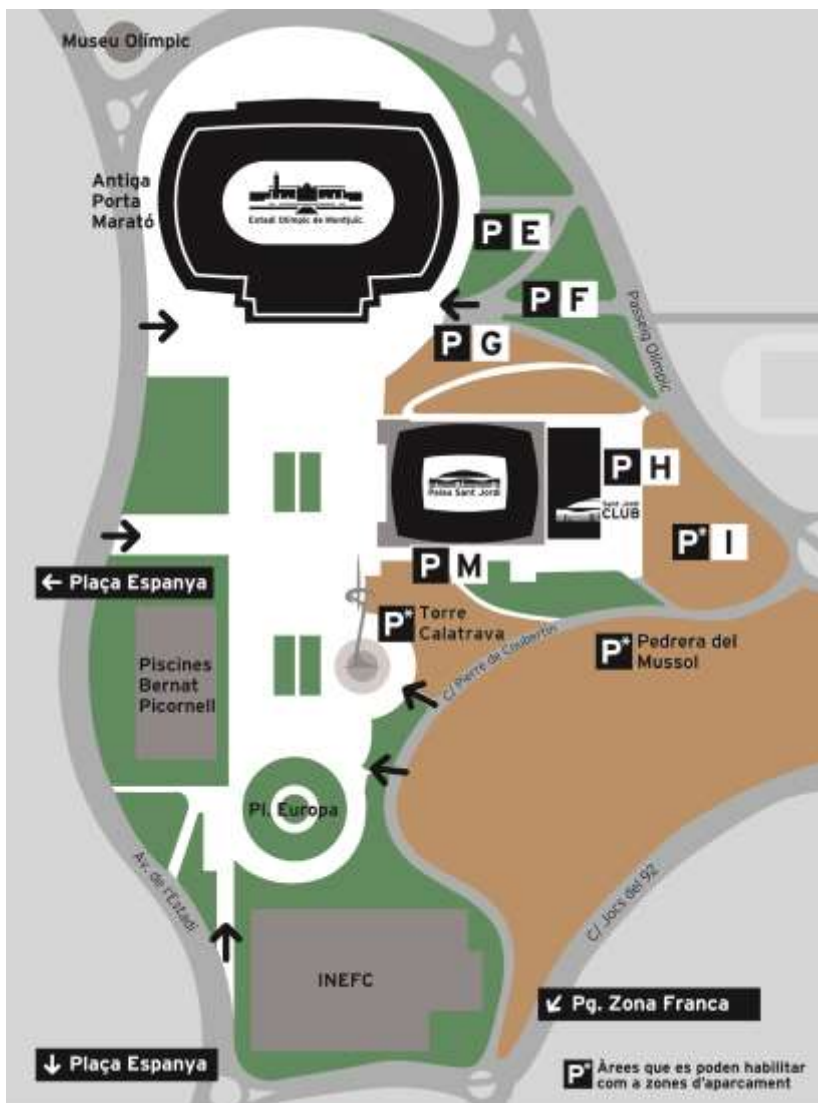 Museu Olímpic
Antiga
Porta
Marató
Estadi Olímpic de Montjuïc
P E
P F
Passeig Olímpic
P G
P H
Palau Sant Jordi
Sant Jordi
CLUB
P* I
P M
← Plaça Espanya
P* Torre
Calatrava
Piscines
Bernat
Picornell
C/ Pierre de Coubertin
P* Pedrera del
Mussol
Pl. Europa
Av. de l'Estadi
C/ Jocs del 92
INEFC
↙ Pg. Zona Franca
↓ Plaça Espanya
P* Àrees que es poden habilitar
com a zones d'aparcament